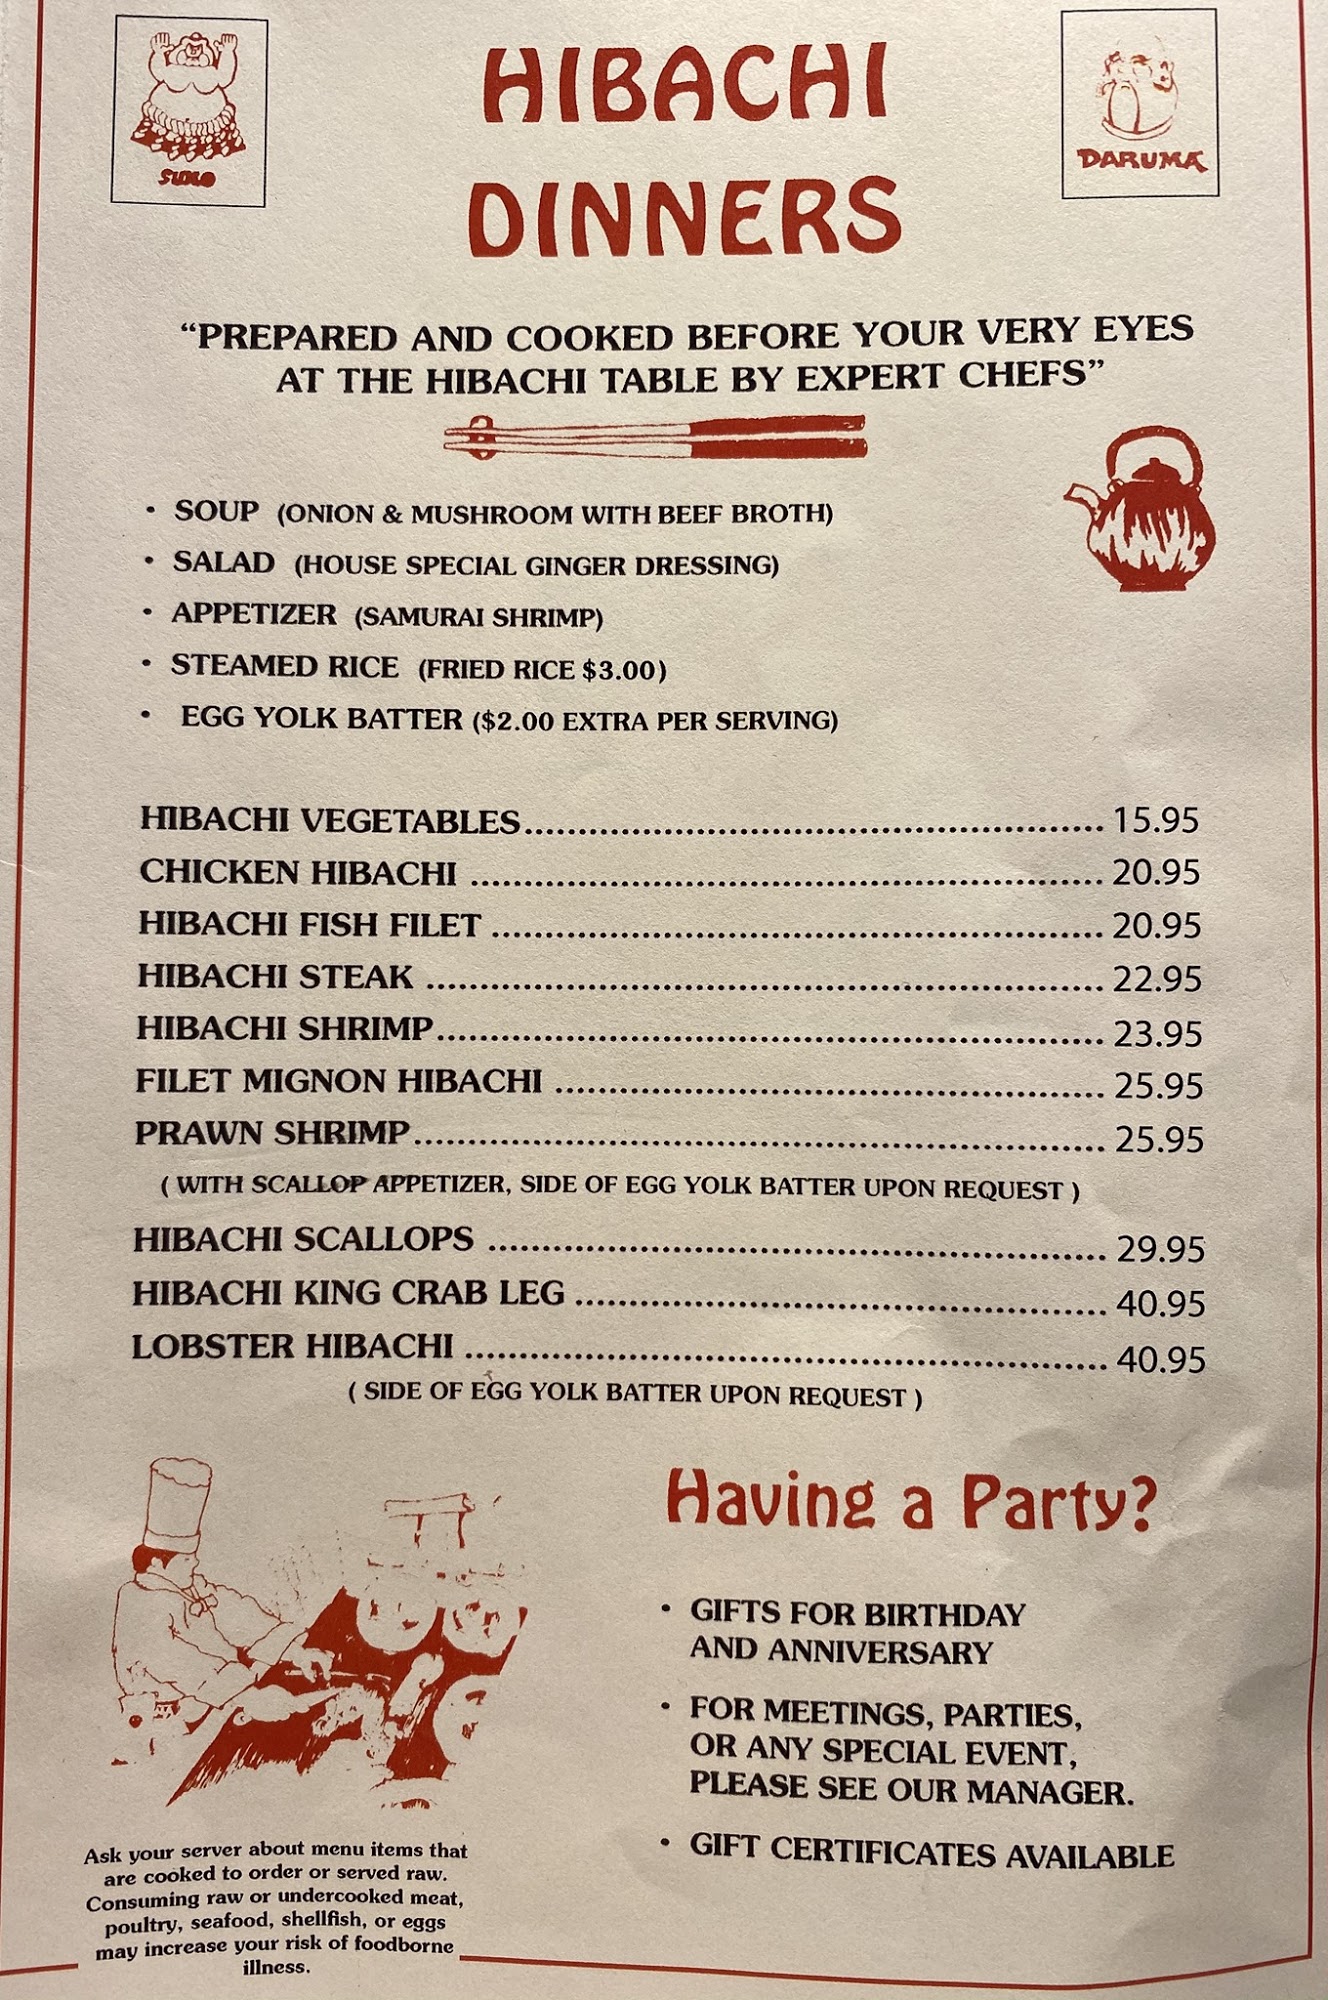 HIBACHI
DINNERS
SUMO
DARUMA
“PREPARED AND COOKED BEFORE YOUR VERY EYES
AT THE HIBACHI TABLE BY EXPERT CHEFS”
• SOUP (ONION & MUSHROOM WITH BEEF BROTH)
• SALAD (HOUSE SPECIAL GINGER DRESSING)
• APPETIZER (SAMURAI SHRIMP)
• STEAMED RICE (FRIED RICE $3.00)
• EGG YOLK BATTER ($2.00 EXTRA PER SERVING)
HIBACHI VEGETABLES........ 15.95
CHICKEN HIBACHI ........ 20.95
HIBACHI FISH FILET ........ 20.95
HIBACHI STEAK ........ 22.95
HIBACHI SHRIMP........ 23.95
FILET MIGNON HIBACHI ........ 25.95
PRAWN SHRIMP........ 25.95
( WITH SCALLOP APPETIZER, SIDE OF EGG YOLK BATTER UPON REQUEST )
HIBACHI SCALLOPS ........ 29.95
HIBACHI KING CRAB LEG ........ 40.95
LOBSTER HIBACHI ........ 40.95
( SIDE OF EGG YOLK BATTER UPON REQUEST )
Having a Party?
• GIFTS FOR BIRTHDAY
AND ANNIVERSARY
• FOR MEETINGS, PARTIES,
OR ANY SPECIAL EVENT,
PLEASE SEE OUR MANAGER.
• GIFT CERTIFICATES AVAILABLE
Ask your server about menu items that
are cooked to order or served raw.
Consuming raw or undercooked meat,
poultry, seafood, shellfish, or eggs
may increase your risk of foodborne
illness.